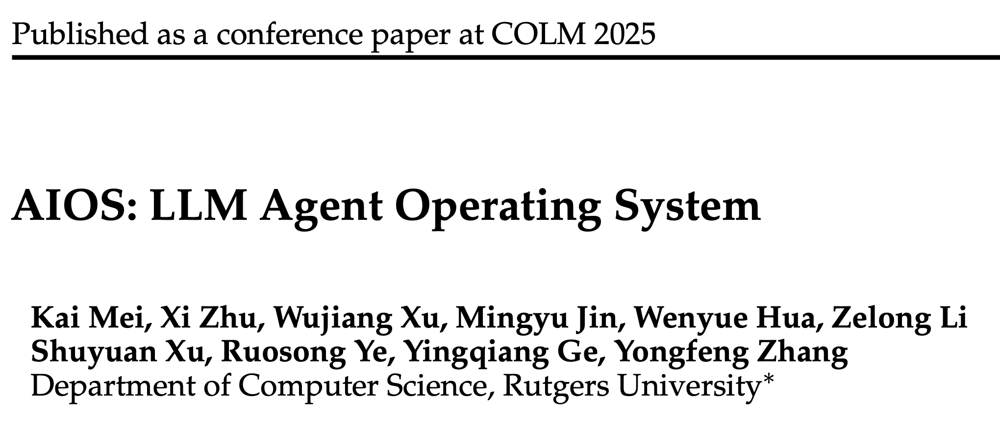 Published as a conference paper at COLM 2025
AIOS: LLM Agent Operating System
Kai Mei, Xi Zhu, Wujiang Xu, Mingyu Jin, Wenyue Hua, Zelong Li
Shuyuan Xu, Ruosong Ye, Yingqiang Ge, Yongfeng Zhang
Department of Computer Science, Rutgers University*